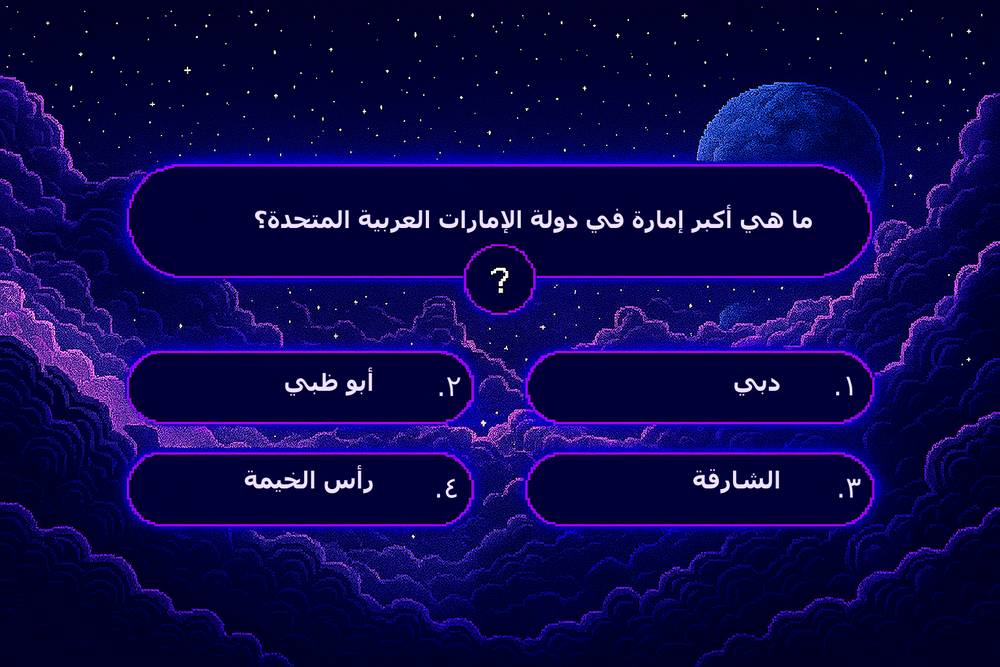 ما هي أكبر إمارة في دولة الإمارات العربية المتحدة؟
?
١. دبي
٢. أبو ظبي
٣. الشارقة
٤. رأس الخيمة